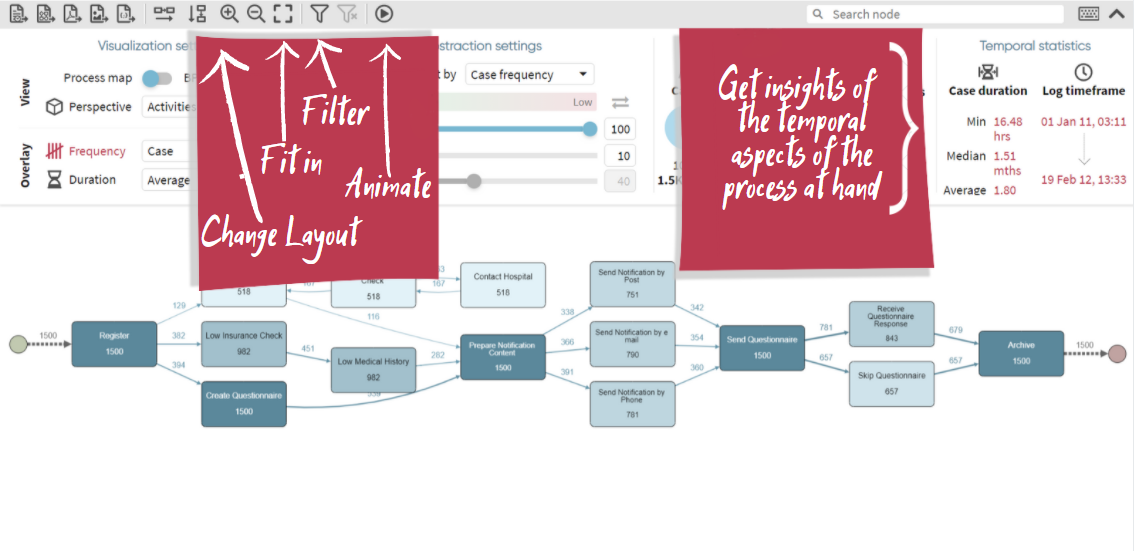 Search node
Visualization set
straction settings
Temporal statistics
View
Process map
BP
t by
Case frequency
Case duration
Log timeframe
Perspective
Activities
Low
100
Min
16.48
hrs
01 Jan 11, 03:11
Overlay
Frequency
Case
10
Median
1.51
mths
Duration
Average
40
1.5K
Average
1.80
19 Feb 12, 13:33
Filter
Fit in
Animate
Change Layout
Get insights of
the temporal
aspects of the
process at hand
518
Check
518
167
Contact Hospital
518
129
116
1500
Register
1500
382
394
Low Insurance Check
982
451
Low Medical History
982
282
Create Questionnaire
1500
339
Prepare Notification
Content
1500
338
366
391
Send Notification by
Post
751
Send Notification by e
mail
790
Send Notification by
Phone
781
342
354
360
Send Questionnaire
1500
781
657
Receive
Questionnaire
Response
843
Skip Questionnaire
657
679
657
Archive
1500
1500